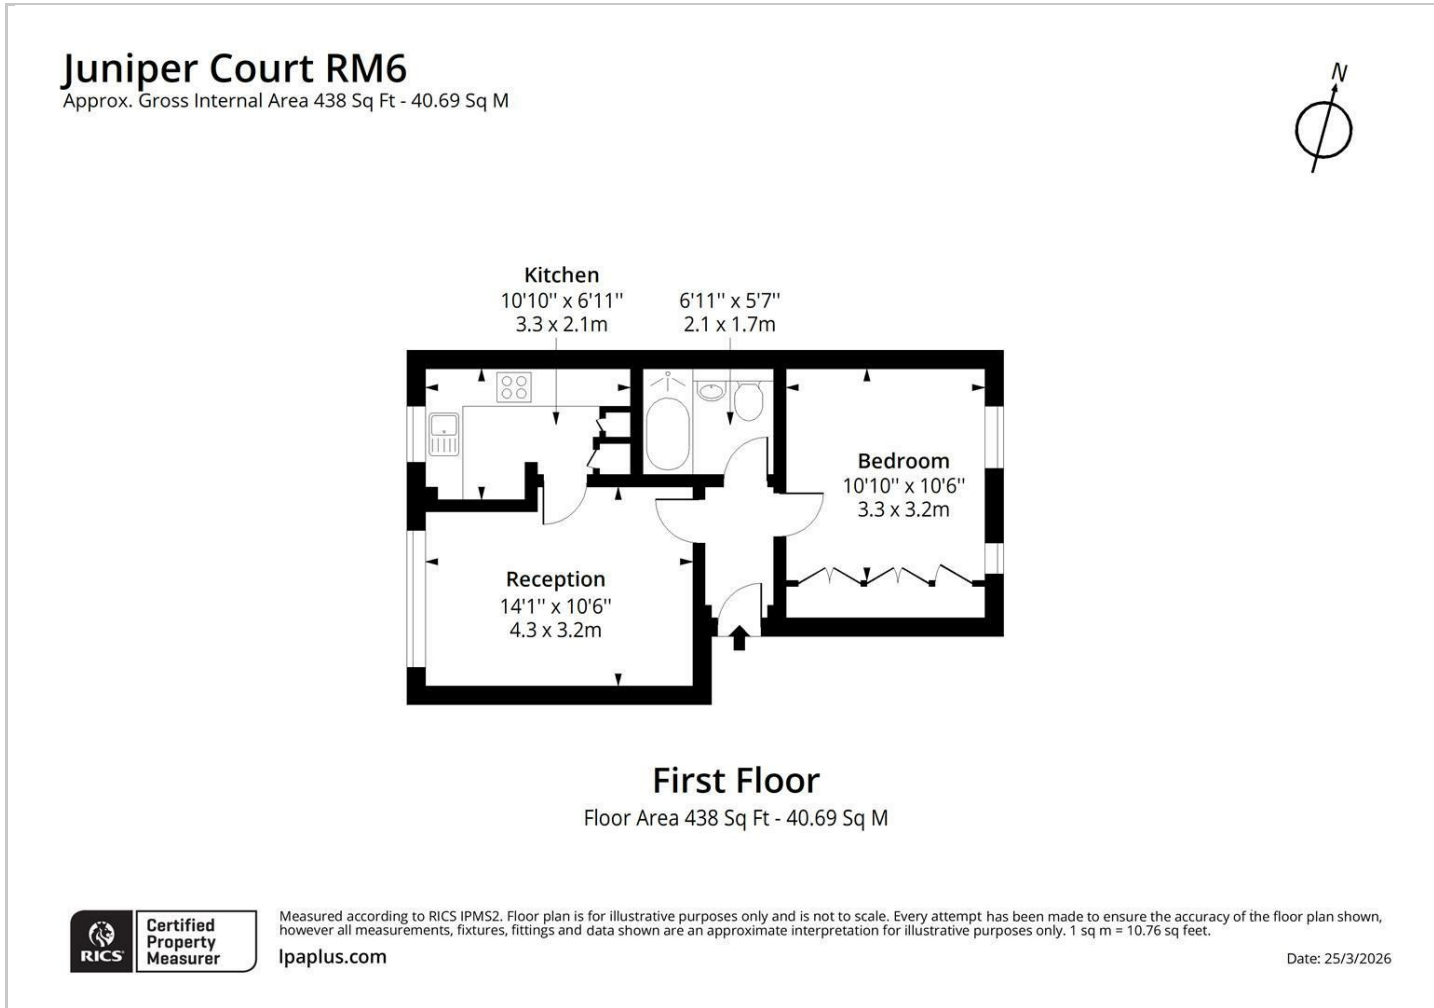 Juniper Court RM6
Approx. Gross Internal Area 438 Sq Ft - 40.69 Sq M
N
Kitchen
10'10'' x 6'11''
3.3 x 2.1m
6'11'' x 5'7''
2.1 x 1.7m
Bedroom
10'10'' x 10'6''
3.3 x 3.2m
Reception
14'1'' x 10'6''
4.3 x 3.2m
First Floor
Floor Area 438 Sq Ft - 40.69 Sq M
RICS
Certified
Property
Measurer
Measured according to RICS IPMS2. Floor plan is for illustrative purposes only and is not to scale. Every attempt has been made to ensure the accuracy of the floor plan shown,
however all measurements, fixtures, fittings and data shown are an approximate interpretation for illustrative purposes only. 1 sq m = 10.76 sq feet.
lpaplus.com
Date: 25/3/2026